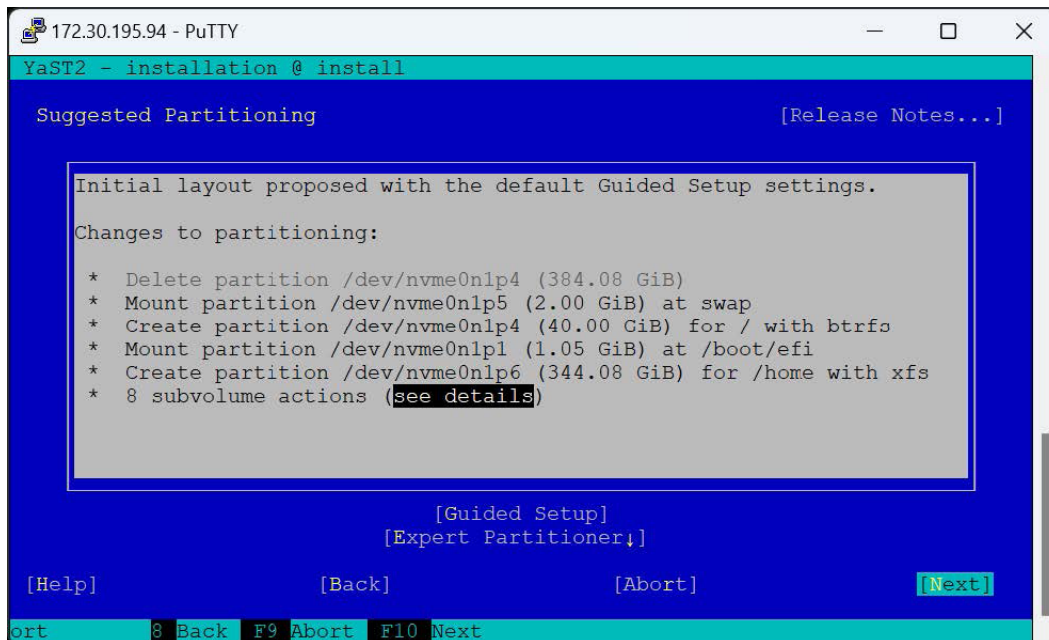 172.30.195.94 - PuTTY
YaST2 - installation @ install
Suggested Partitioning [Release Notes...]
Initial layout proposed with the default Guided Setup settings.
Changes to partitioning:
* Delete partition /dev/nvme0n1p4 (384.08 GiB)
* Mount partition /dev/nvme0n1p5 (2.00 GiB) at swap
* Create partition /dev/nvme0n1p4 (40.00 GiB) for / with btrfs
* Mount partition /dev/nvme0n1p1 (1.05 GiB) at /boot/efi
* Create partition /dev/nvme0n1p6 (344.08 GiB) for /home with xfs
* 8 subvolume actions (see details)
[Guided Setup]
[Expert Partitioner↓]
[Help] [Back] [Abort] [Next]
ort 8 Back F9 Abort F10 Next